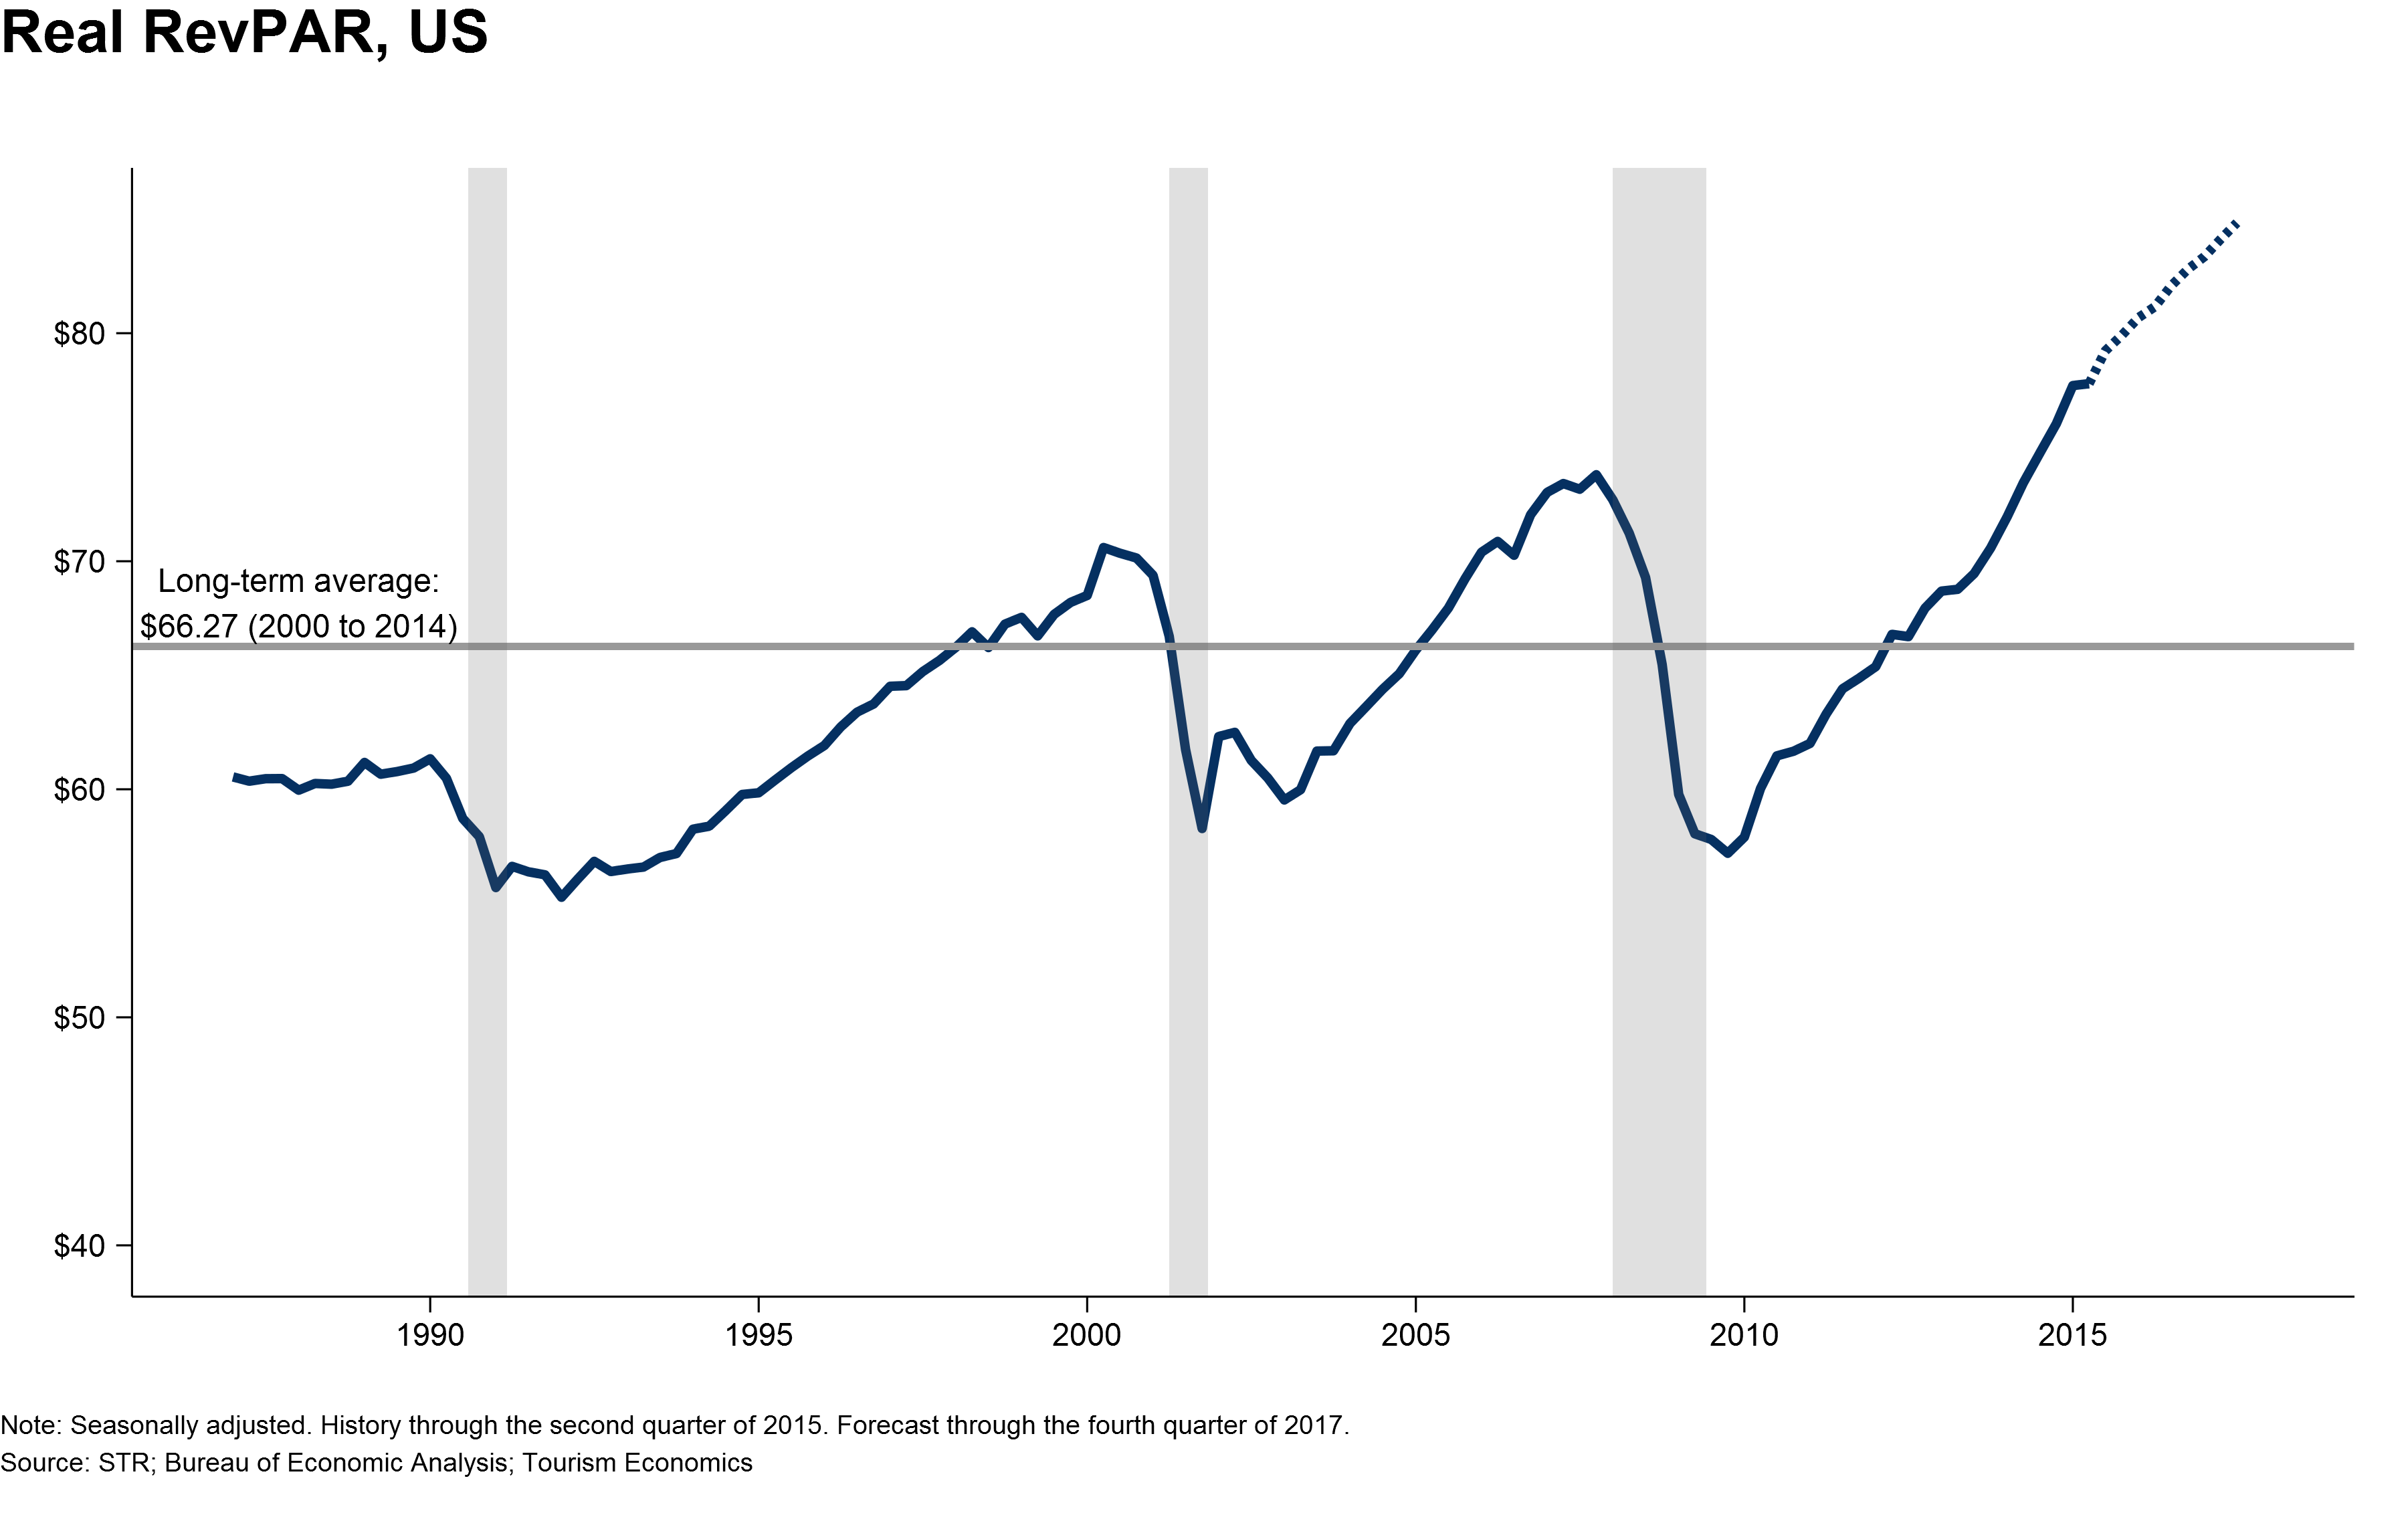 Real RevPAR, US
$80
$70
Long-term average:
$66.27 (2000 to 2014)
$60
$50
$40
1990 1995 2000 2005 2010 2015
Note: Seasonally adjusted. History through the second quarter of 2015. Forecast through the fourth quarter of 2017.
Source: STR; Bureau of Economic Analysis; Tourism Economics